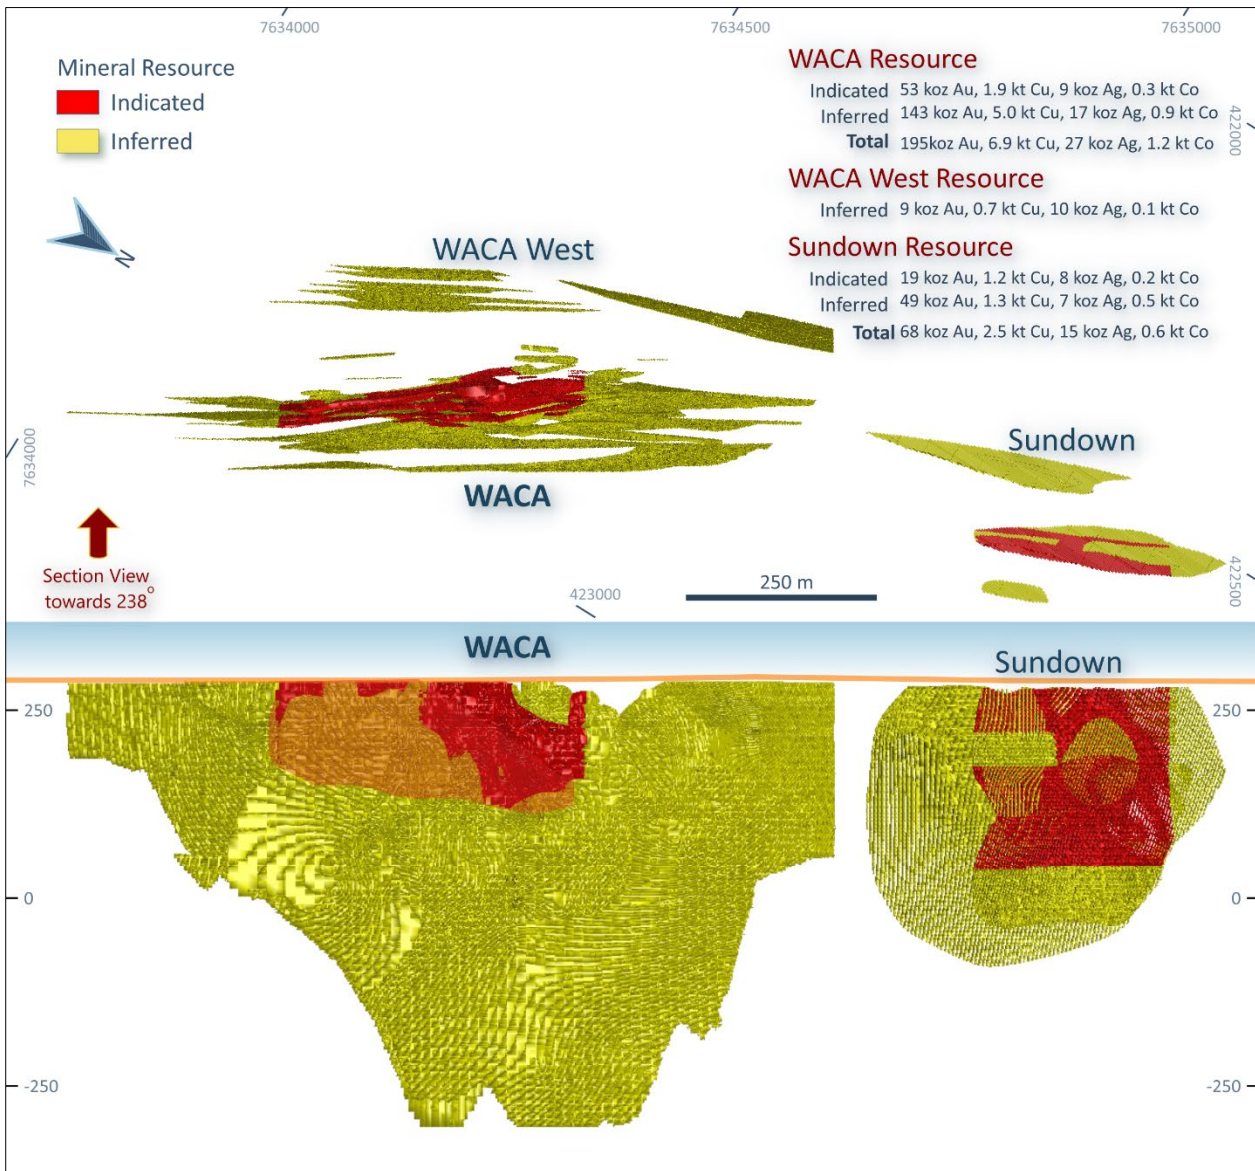 7634000
7634500
7635000
Mineral Resource
Indicated
Inferred
WACA Resource
Indicated 53 koz Au, 1.9 kt Cu, 9 koz Ag, 0.3 kt Co
Inferred 143 koz Au, 5.0 kt Cu, 17 koz Ag, 0.9 kt Co
Total 195koz Au, 6.9 kt Cu, 27 koz Ag, 1.2 kt Co
422000
WACA West Resource
Inferred 9 koz Au, 0.7 kt Cu, 10 koz Ag, 0.1 kt Co
Sundown Resource
Indicated 19 koz Au, 1.2 kt Cu, 8 koz Ag, 0.2 kt Co
Inferred 49 koz Au, 1.3 kt Cu, 7 koz Ag, 0.5 kt Co
Total 68 koz Au, 2.5 kt Cu, 15 koz Ag, 0.6 kt Co
N
WACA West
7634000
Sundown
WACA
Section View
towards 238°
250 m
423000
422500
WACA
Sundown
250
250
0
0
-250
-250